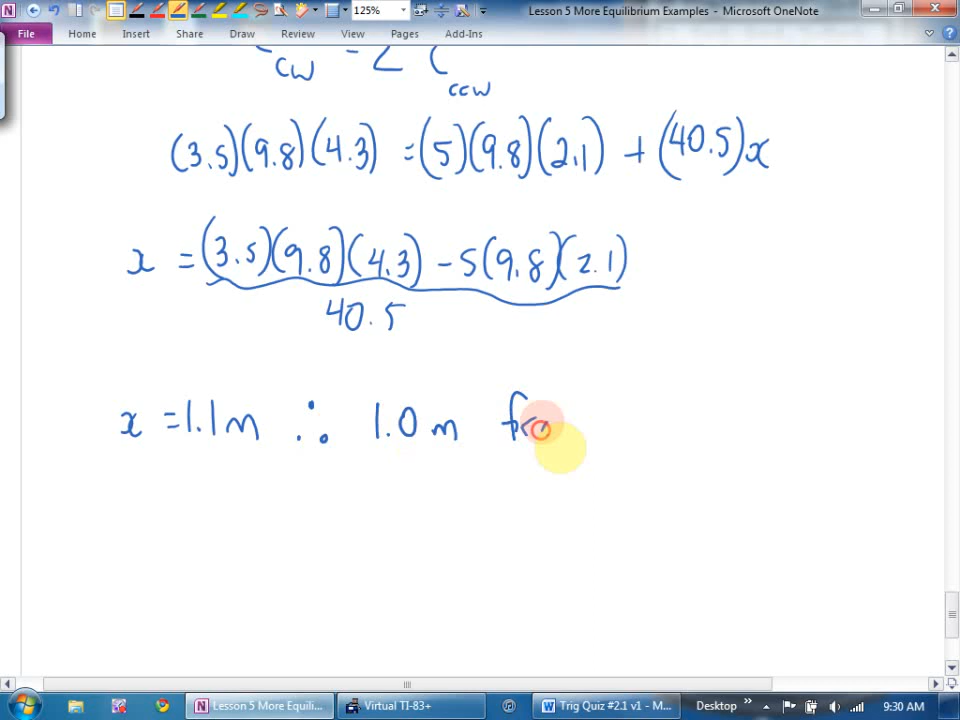 Lesson 5 More Equilibrium Examples - Microsoft OneNote
125%
File Home Insert Share Draw Review View Pages Add-Ins
cw = Σ τ ccw
(3.5)(9.8)(4.3) = (5)(9.8)(2.1) + (40.5)x
x = (3.5)(9.8)(4.3) - 5(9.8)(2.1)
40.5
x = 1.1m ∴ 1.0 m fro
Lesson 5 More Equili... Virtual TI-83+ Trig Quiz #2.1 v1 - M... Desktop » 9:30 AM